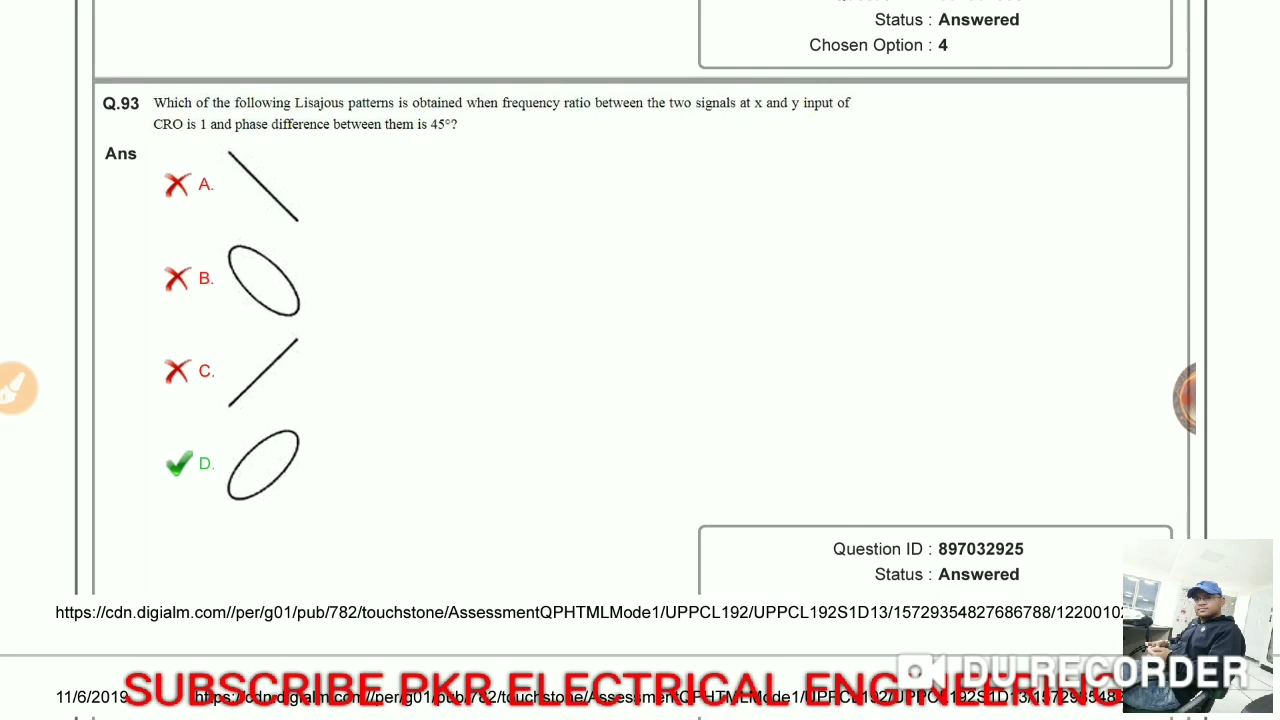 Status : Answered
Chosen Option : 4
Q.93 Which of the following Lisajous patterns is obtained when frequency ratio between the two signals at x and y input of
CRO is 1 and phase difference between them is 45°?
Ans
A.
B.
C.
D.
Question ID : 897032925
Status : Answered
https://cdn.digialm.com//per/g01/pub/782/touchstone/AssessmentQPHTMLMode1/UPPCL192/UPPCL192S1D13/15729354827686788/1220010
DU RECORDER
SUBSCRIBE PKR ELECTRICAL ENGINEERING
11/6/2019